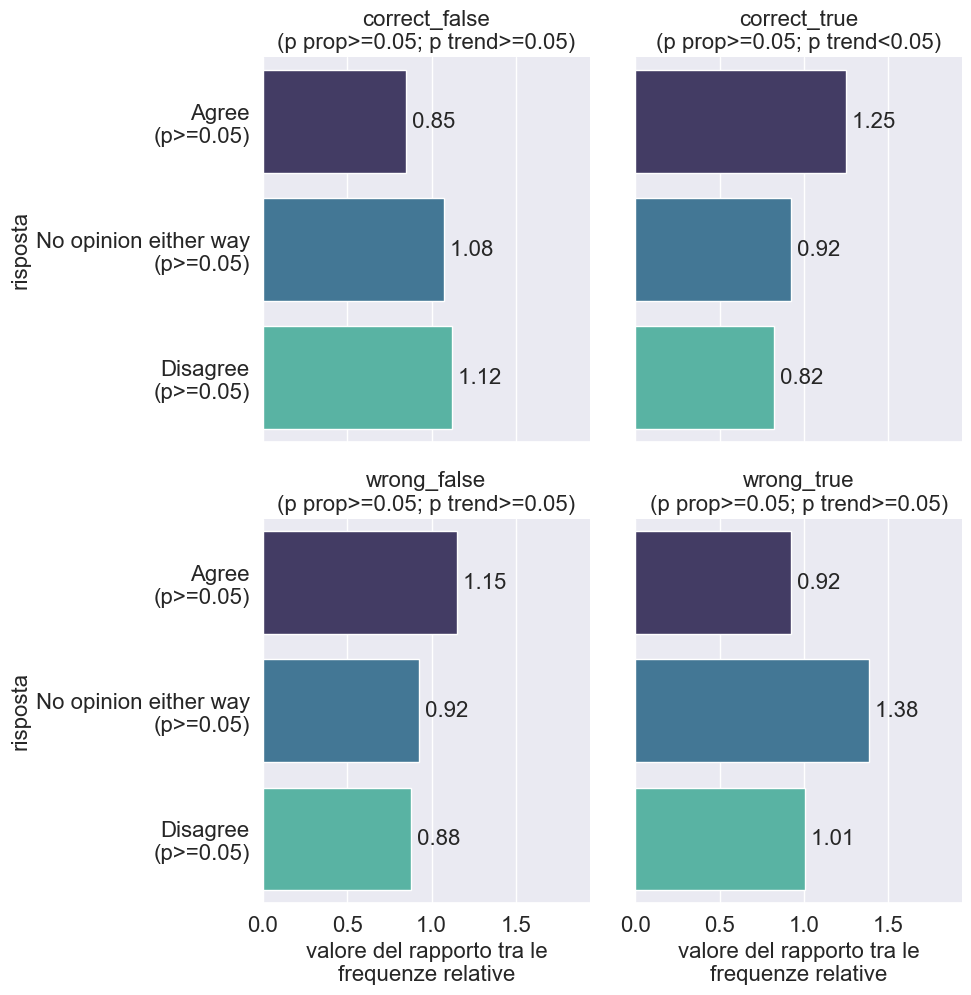 correct_false
(p prop>=0.05; p trend>=0.05)
correct_true
(p prop>=0.05; p trend<0.05)
risposta
Agree
(p>=0.05)
No opinion either way
(p>=0.05)
Disagree
(p>=0.05)
0.85
1.08
1.12
1.25
0.92
0.82
wrong_false
(p prop>=0.05; p trend>=0.05)
wrong_true
(p prop>=0.05; p trend>=0.05)
risposta
Agree
(p>=0.05)
No opinion either way
(p>=0.05)
Disagree
(p>=0.05)
1.15
0.92
0.88
0.92
1.38
1.01
0.0 0.5 1.0 1.5
valore del rapporto tra le
frequenze relative
0.0 0.5 1.0 1.5
valore del rapporto tra le
frequenze relative